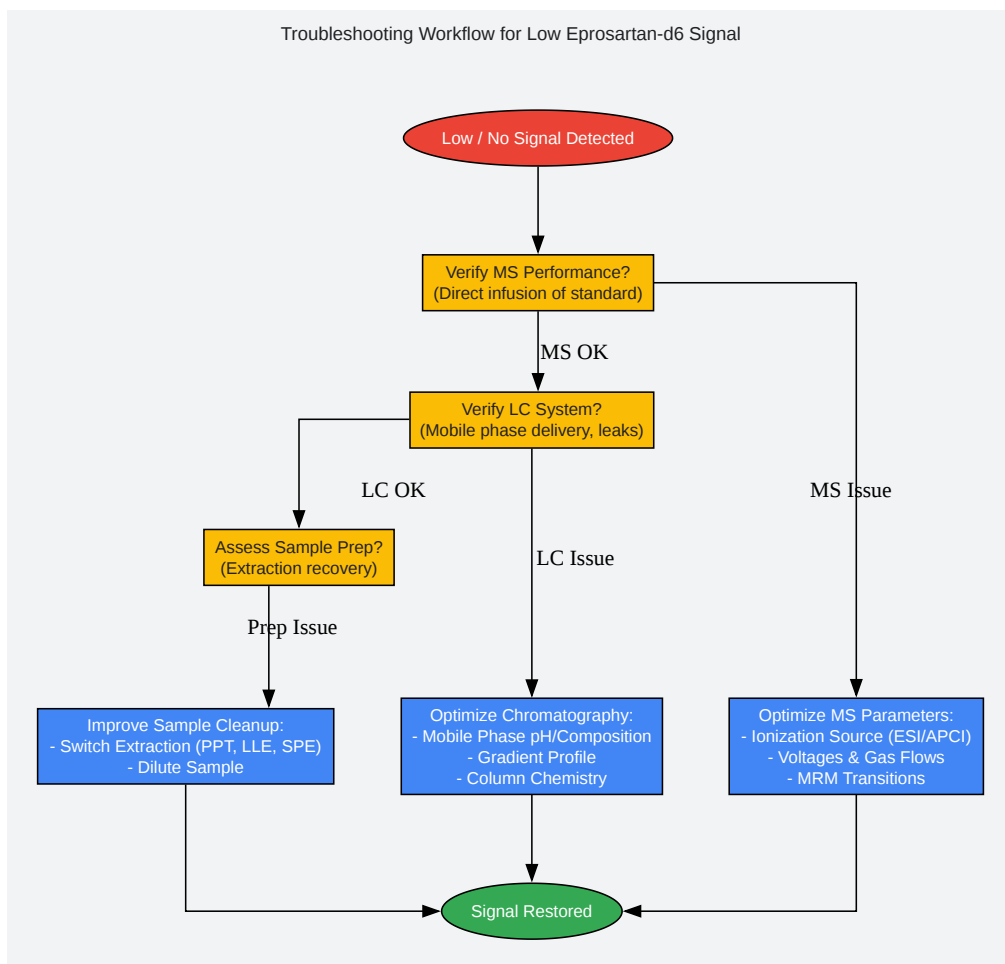 Troubleshooting Workflow for Low Eprosartan-d6 Signal
Low / No Signal Detected
Verify MS Performance?
(Direct infusion of standard)
MS OK
Verify LC System?
(Mobile phase delivery, leaks)
LC OK
MS Issue
Assess Sample Prep?
(Extraction recovery)
LC Issue
Prep Issue
Improve Sample Cleanup:
- Switch Extraction (PPT, LLE, SPE)
- Dilute Sample
Optimize Chromatography:
- Mobile Phase pH/Composition
- Gradient Profile
- Column Chemistry
Optimize MS Parameters:
- Ionization Source (ESI/APCI)
- Voltages & Gas Flows
- MRM Transitions
Signal Restored